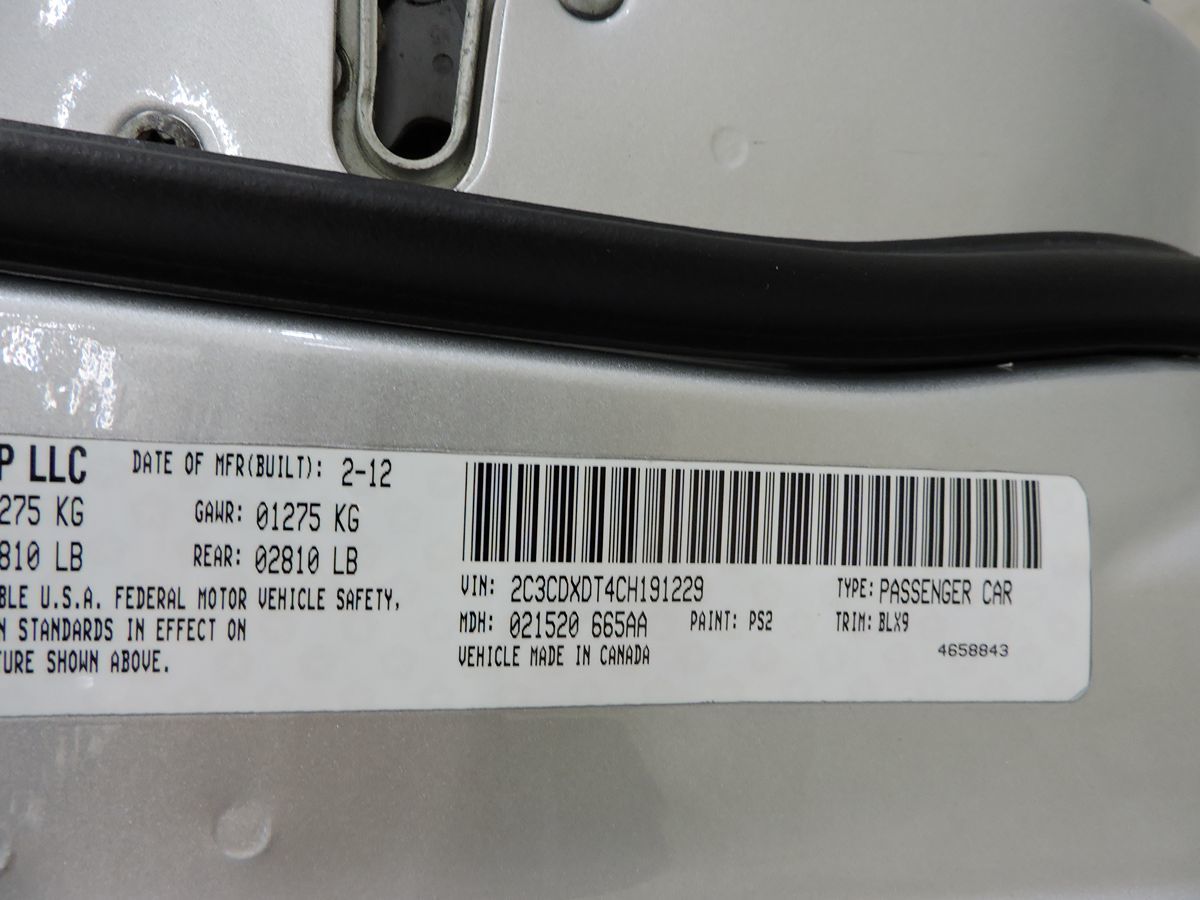 P LLC DATE OF MFR(BUILT): 2-12
275 KG GAWR: 01275 KG
810 LB REAR: 02810 LB
BLE U.S.A. FEDERAL MOTOR VEHICLE SAFETY,
N STANDARDS IN EFFECT ON
TURE SHOWN ABOVE.
VIN: 2C3CDXDT4CH191229 TYPE: PASSENGER CAR
MDH: 021520 665AA PAINT: PS2 TRIM: BLX9
VEHICLE MADE IN CANADA 4658843